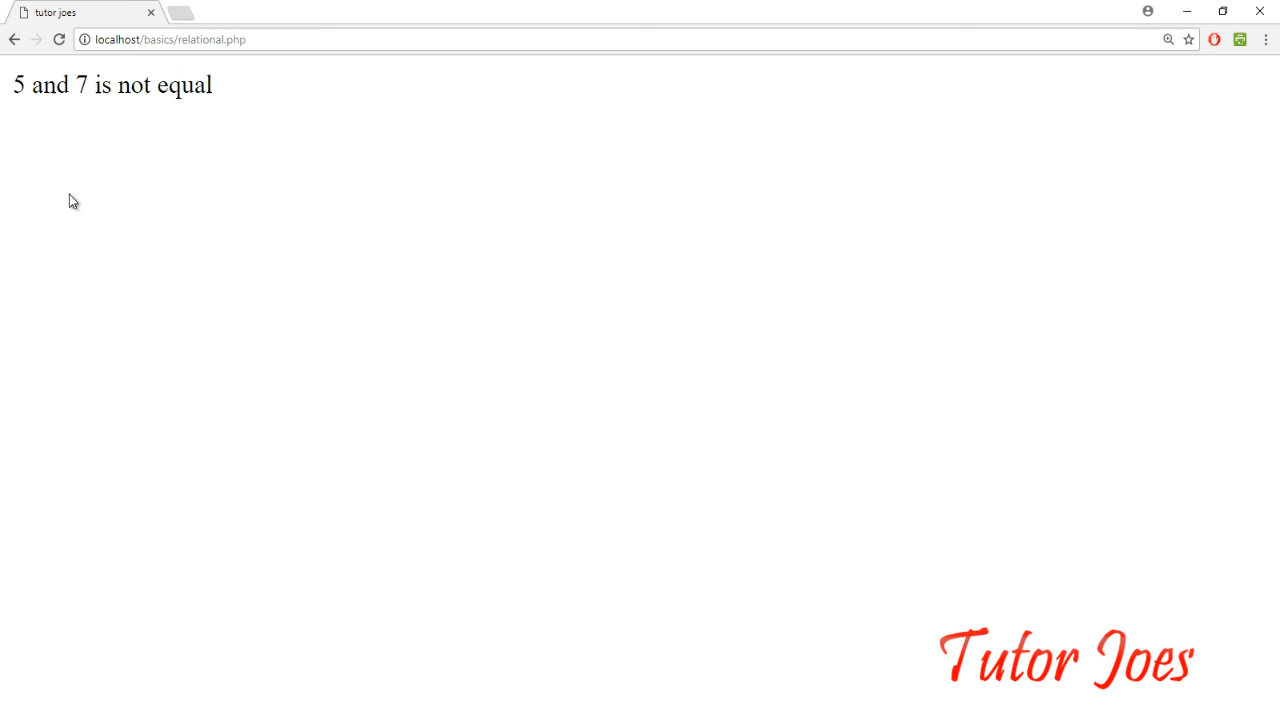 tutor joes
localhost/basics/relational.php
5 and 7 is not equal
Tutor Joes